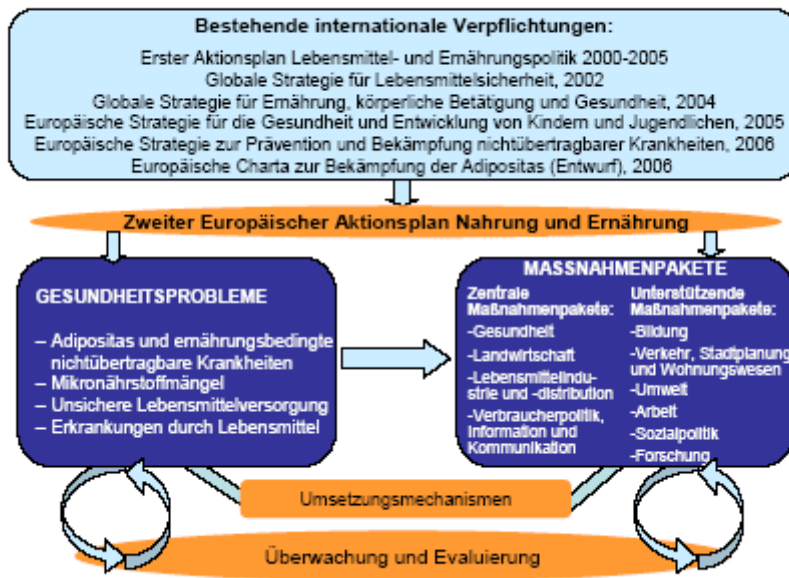 Bestehende internationale Verpflichtungen:
Erster Aktionsplan Lebensmittel- und Ernährungspolitik 2000-2005
Globale Strategie für Lebensmittelsicherheit, 2002
Globale Strategie für Ernährung, körperliche Betätigung und Gesundheit, 2004
Europäische Strategie für die Gesundheit und Entwicklung von Kindern und Jugendlichen, 2005
Europäische Strategie zur Prävention und Bekämpfung nichtübertragbarer Krankheiten, 2006
Europäische Charta zur Bekämpfung der Adipositas (Entwurf), 2006
Zweiter Europäischer Aktionsplan Nahrung und Ernährung
GESUNDHEITSPROBLEME
– Adipositas und ernährungsbedingte
nichtübertragbare Krankheiten
– Mikronährstoffmängel
– Unsichere Lebensmittelversorgung
– Erkrankungen durch Lebensmittel
MASSNAHMENPAKETE
Zentrale
Maßnahmenpakete:
-Gesundheit
-Landwirtschaft
-Lebensmittelindu-
strie und -distribution
-Verbraucherpolitik,
Information und
Kommunikation
Unterstützende
Maßnahmenpakete:
-Bildung
-Verkehr, Stadtplanung
und Wohnungswesen
-Umwelt
-Arbeit
-Sozialpolitik
-Forschung
Umsetzungsmechanismen
Überwachung und Evaluierung